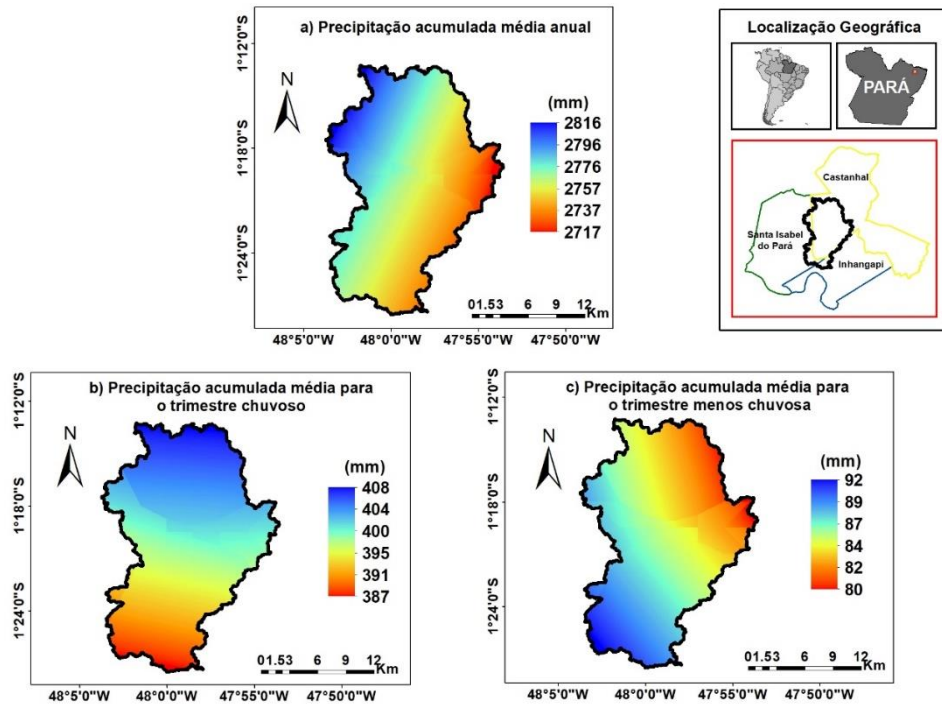 a) Precipitação acumulada média anual
1°12'0"S
1°18'0"S
1°24'0"S
N
(mm)
2816
2796
2776
2757
2737
2717
0 1.5 3 6 9 12
Km
48°5'0"W 48°0'0"W 47°55'0"W 47°50'0"W
Localização Geográfica
PARÁ
Castanhal
Santa Isabel
do Pará
Inhangapi
b) Precipitação acumulada média para
o trimestre chuvoso
1°12'0"S
1°18'0"S
1°24'0"S
N
(mm)
408
404
400
395
391
387
0 1.5 3 6 9 12
Km
48°5'0"W 48°0'0"W 47°55'0"W 47°50'0"W
c) Precipitação acumulada média para
o trimestre menos chuvosa
1°12'0"S
1°18'0"S
1°24'0"S
N
(mm)
92
89
87
84
82
80
0 1.5 3 6 9 12
Km
48°5'0"W 48°0'0"W 47°55'0"W 47°50'0"W